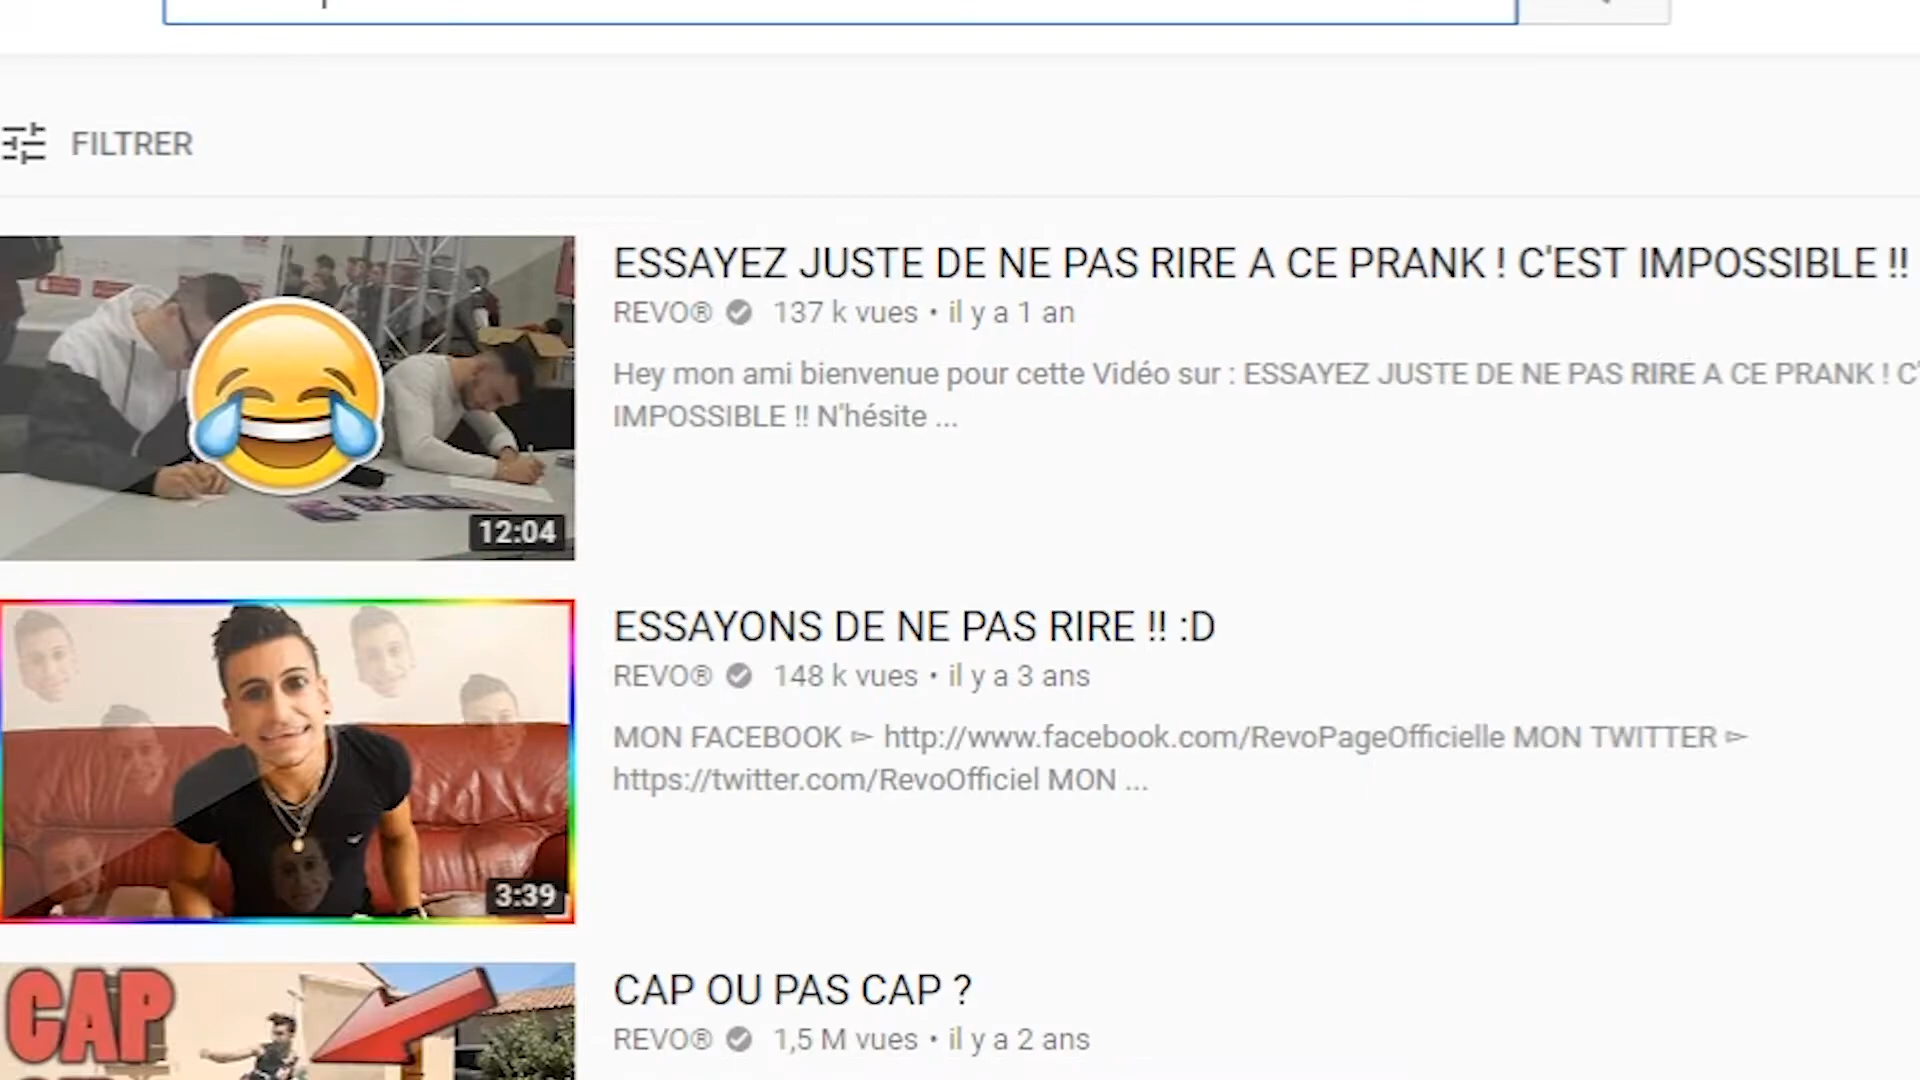 FILTRER
ESSAYEZ JUSTE DE NE PAS RIRE A CE PRANK ! C'EST IMPOSSIBLE !!
REVO® 137 k vues • il y a 1 an
Hey mon ami bienvenue pour cette Vidéo sur : ESSAYEZ JUSTE DE NE PAS RIRE A CE PRANK ! C'
IMPOSSIBLE !! N'hésite ...
12:04
ESSAYONS DE NE PAS RIRE !! :D
REVO® 148 k vues • il y a 3 ans
MON FACEBOOK ► http://www.facebook.com/RevoPageOfficielle MON TWITTER ►
https://twitter.com/RevoOfficiel MON ...
3:39
CAP
CAP OU PAS CAP ?
REVO® 1,5 M vues • il y a 2 ans